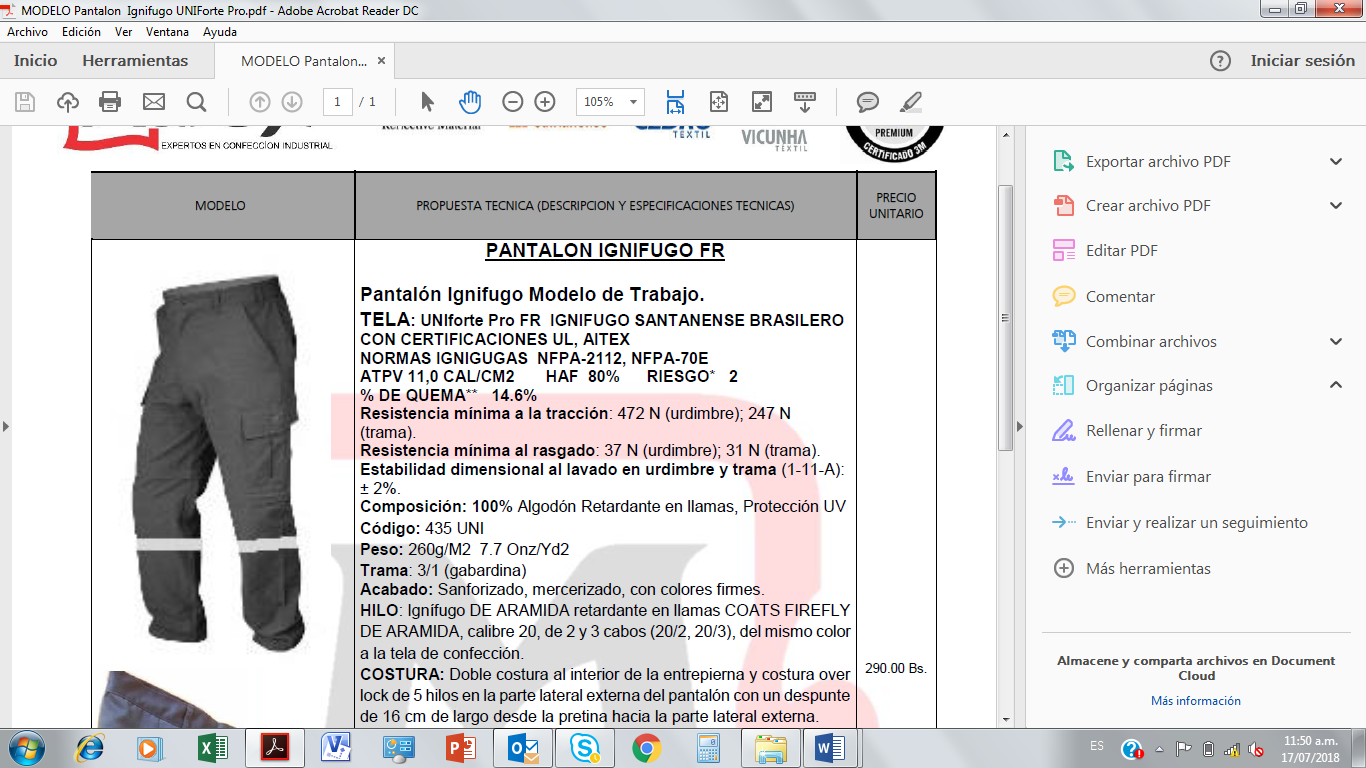 MODELO Pantalon  Ignifugo UNIForte Pro.pdf - Adobe Acrobat Reader DC
Archivo Edición Ver Ventana Ayuda
Inicio Herramientas MODELO Pantalon... × Iniciar sesión
1 / 1 105%
Reflective Material
TEXTIL
VICUNHA
TEXTIL
PREMIUM
CERTIFICADO 3M
EXPERTOS EN CONFECCIÓN INDUSTRIAL
MODELO
PROPUESTA TECNICA (DESCRIPCION Y ESPECIFICACIONES TECNICAS)
PRECIO
UNITARIO
PANTALON IGNIFUGO FR
Pantalón Ignifugo Modelo de Trabajo.
TELA: UNIforte Pro FR  IGNIFUGO SANTANENSE BRASILERO
CON CERTIFICACIONES UL, AITEX
NORMAS IGNIGUGAS  NFPA-2112, NFPA-70E
ATPV 11,0 CAL/CM2 HAF 80% RIESGO* 2
% DE QUEMA** 14.6%
Resistencia mínima a la tracción: 472 N (urdimbre); 247 N
(trama).
Resistencia mínima al rasgado: 37 N (urdimbre); 31 N (trama).
Estabilidad dimensional al lavado en urdimbre y trama (1-11-A):
± 2%.
Composición: 100% Algodón Retardante en llamas, Protección UV
Código: 435 UNI
Peso: 260g/M2  7.7 Onz/Yd2
Trama: 3/1 (gabardina)
Acabado: Sanforizado, mercerizado, con colores firmes.
HILO: Ignífugo DE ARAMIDA retardante en llamas COATS FIREFLY
DE ARAMIDA, calibre 20, de 2 y 3 cabos (20/2, 20/3), del mismo color
a la tela de confección.
COSTURA: Doble costura al interior de la entrepierna y costura over
lock de 5 hilos en la parte lateral externa del pantalón con un despunte
de 16 cm de largo desde la pretina hacia la parte lateral externa.
290.00 Bs.
Exportar archivo PDF
Crear archivo PDF
Editar PDF
Comentar
Combinar archivos
Organizar páginas
Rellenar y firmar
Enviar para firmar
Enviar y realizar un seguimiento
Más herramientas
Almacene y comparta archivos en Document
Cloud
Más información
ES
11:50 a.m.
17/07/2018